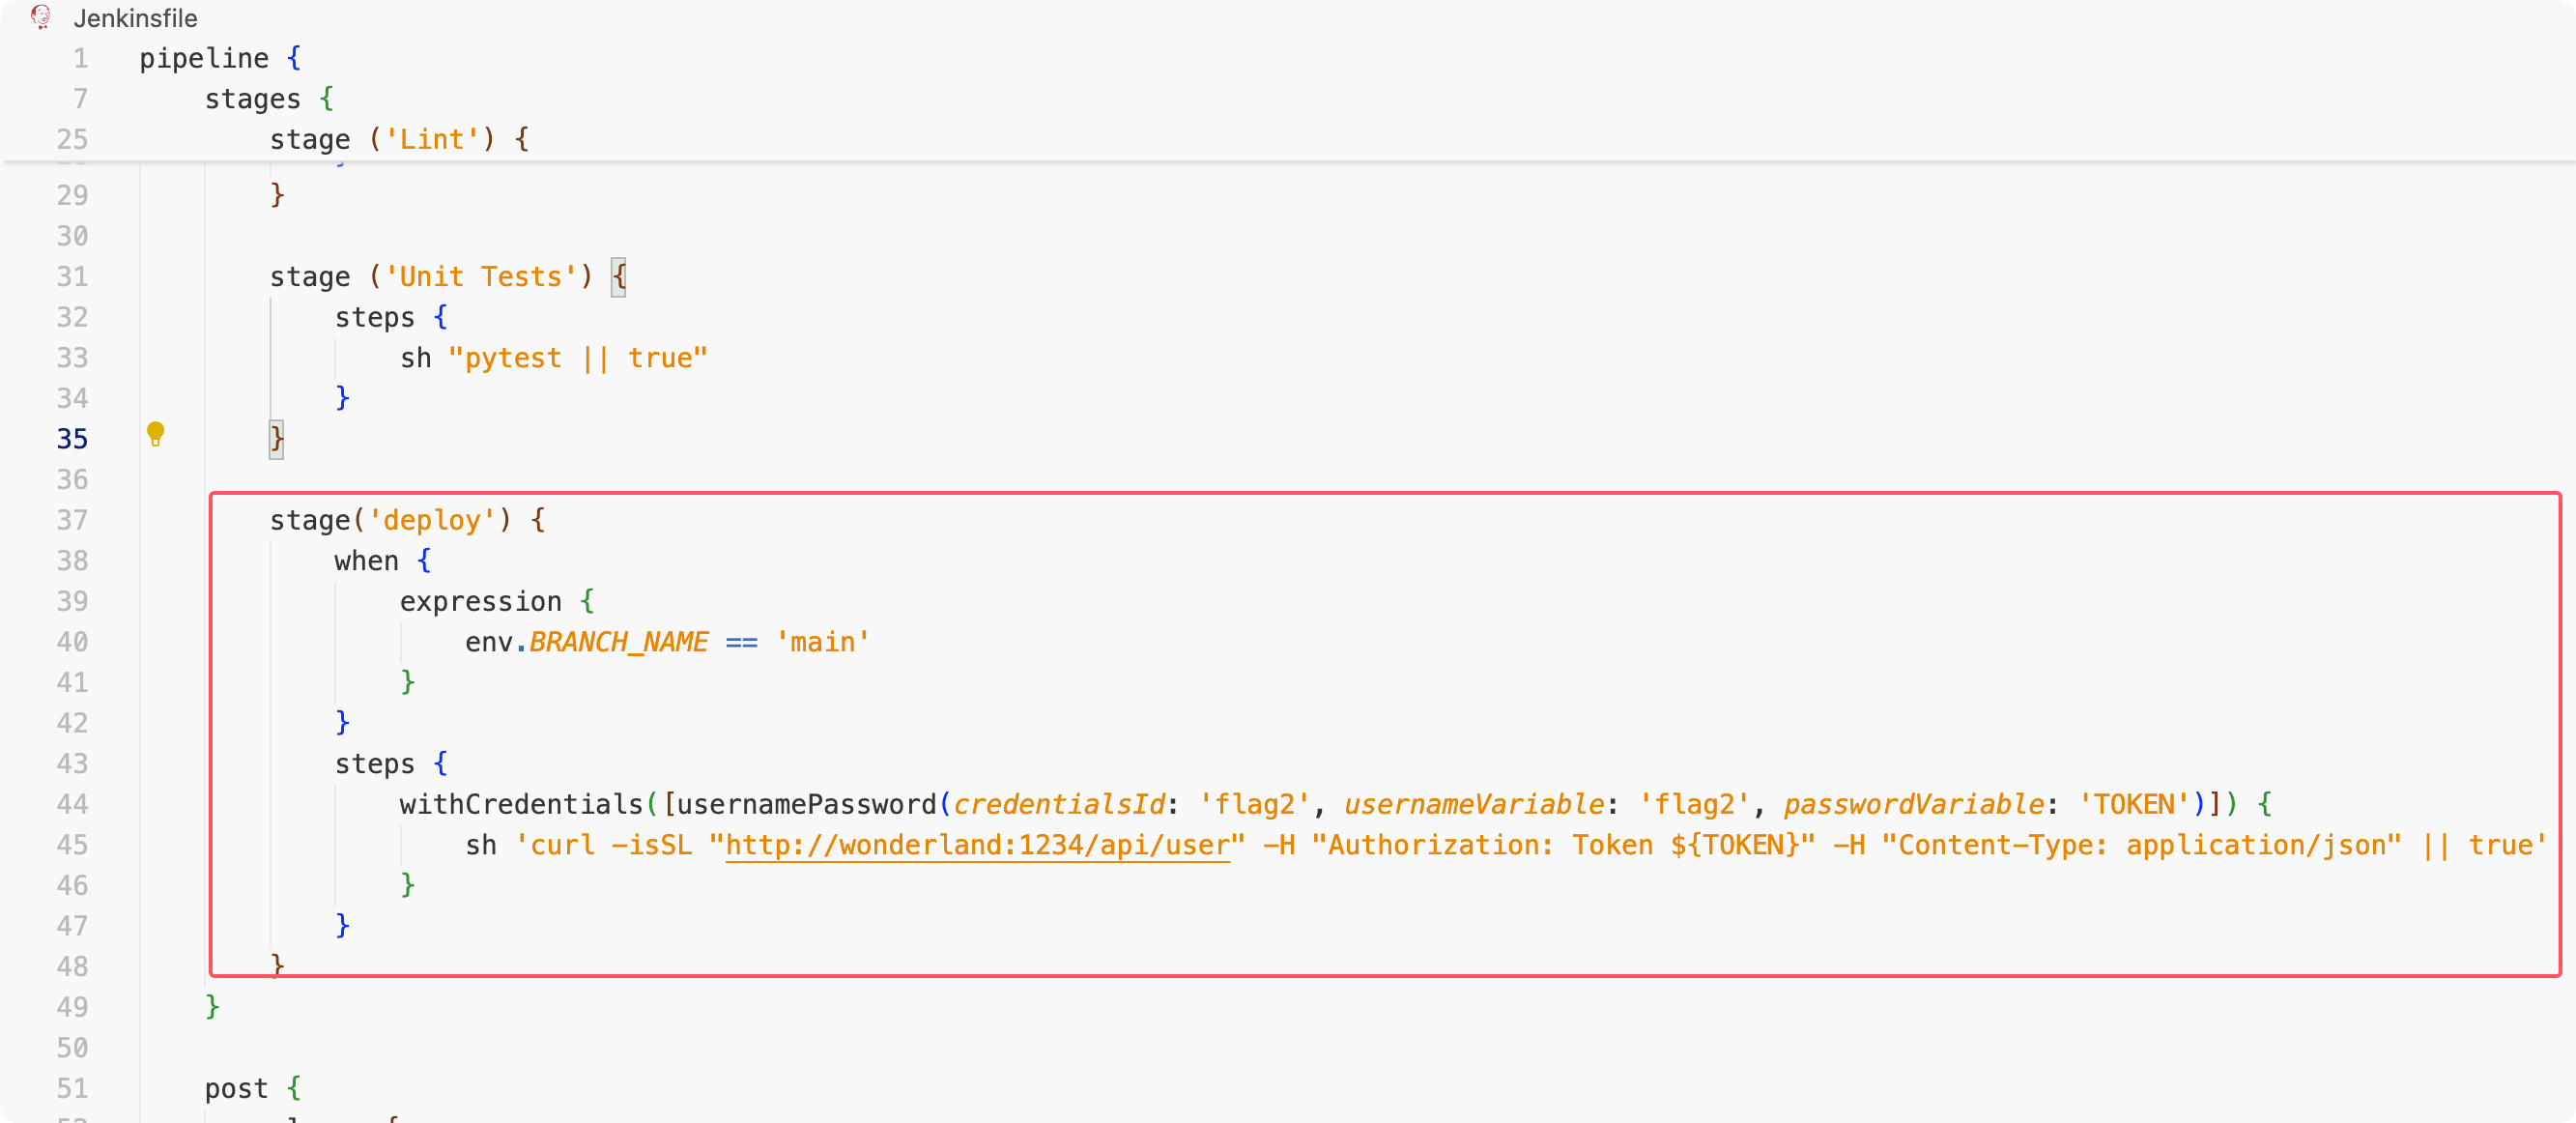 Jenkinsfile
1 pipeline {
7 stages {
25 stage ('Lint') {
29 }
30
31 stage ('Unit Tests') {
32 steps {
33 sh "pytest || true"
34 }
35 }
36
37 stage('deploy') {
38 when {
39 expression {
40 env.BRANCH_NAME == 'main'
41 }
42 }
43 steps {
44 withCredentials([usernamePassword(credentialsId: 'flag2', usernameVariable: 'flag2', passwordVariable: 'TOKEN')]) {
45 sh 'curl -isSL "http://wonderland:1234/api/user" -H "Authorization: Token ${TOKEN}" -H "Content-Type: application/json" || true'
46 }
47 }
48 }
49 }
50
51 post {